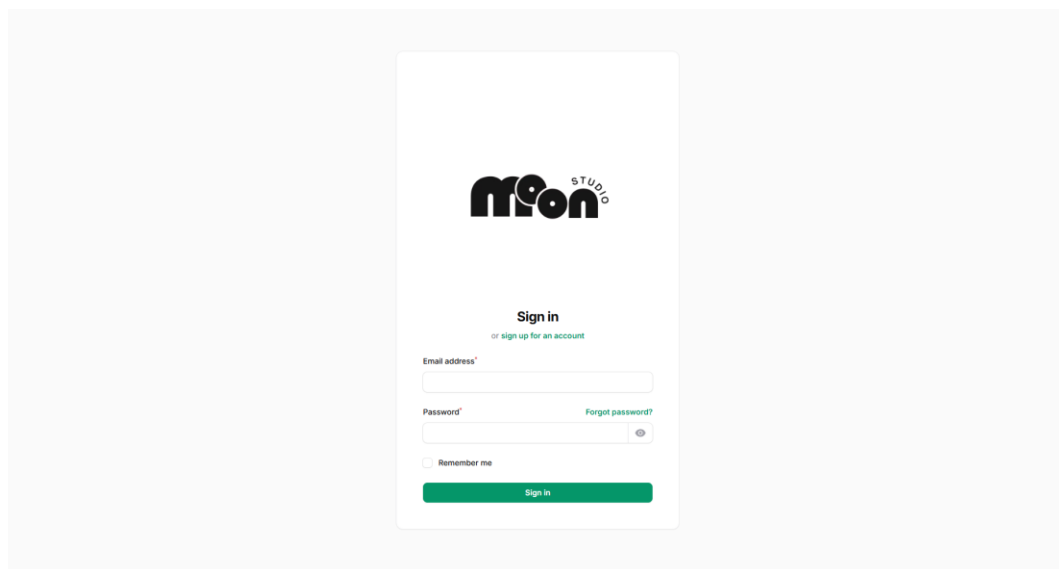 moon STUDIO
Sign in
or sign up for an account
Email address*
Password* Forgot password?
Remember me
Sign in